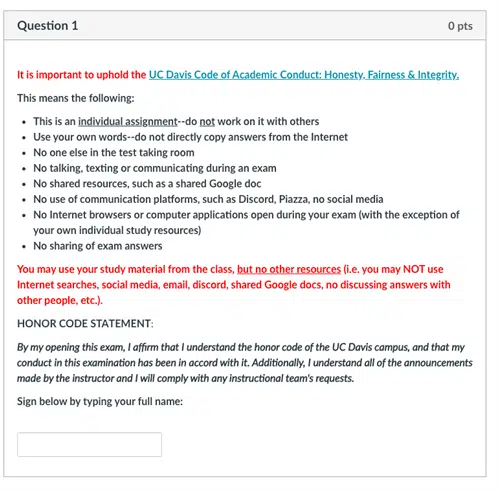 Question 1
0 pts
It is important to uphold the UC Davis Code of Academic Conduct: Honesty, Fairness & Integrity.
This means the following:
• This is an individual assignment--do not work on it with others
• Use your own words--do not directly copy answers from the Internet
• No one else in the test taking room
• No talking, texting or communicating during an exam
• No shared resources, such as a shared Google doc
• No use of communication platforms, such as Discord, Piazza, no social media
• No Internet browsers or computer applications open during your exam (with the exception of
your own individual study resources)
• No sharing of exam answers
You may use your study material from the class, but no other resources (i.e. you may NOT use
Internet searches, social media, email, discord, shared Google docs, no discussing answers with
other people, etc.).
HONOR CODE STATEMENT:
By my opening this exam, I affirm that I understand the honor code of the UC Davis campus, and that my
conduct in this examination has been in accord with it. Additionally, I understand all of the announcements
made by the instructor and I will comply with any instructional team's requests.
Sign below by typing your full name: